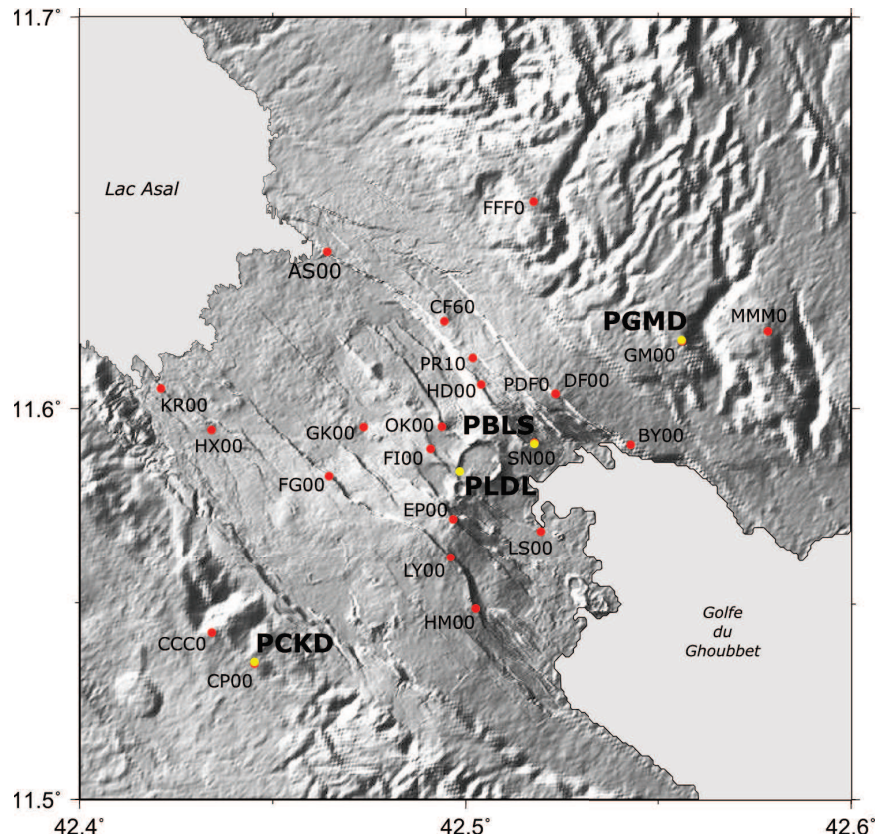 11.7
Lac Asal
FFF0
AS00
CF60
PGMD
MMM0
GM00
PR10
HD00
PDF0
DF00
11.6
KR00
HX00
GK00
OK00
PBLS
BY00
FI00
SN00
FG00
PLDL
EP00
LS00
LY00
HM00
Golfe
du
Ghoubbet
CCC0
PCKD
CP00
11.5
42.4°
42.5°
42.6°